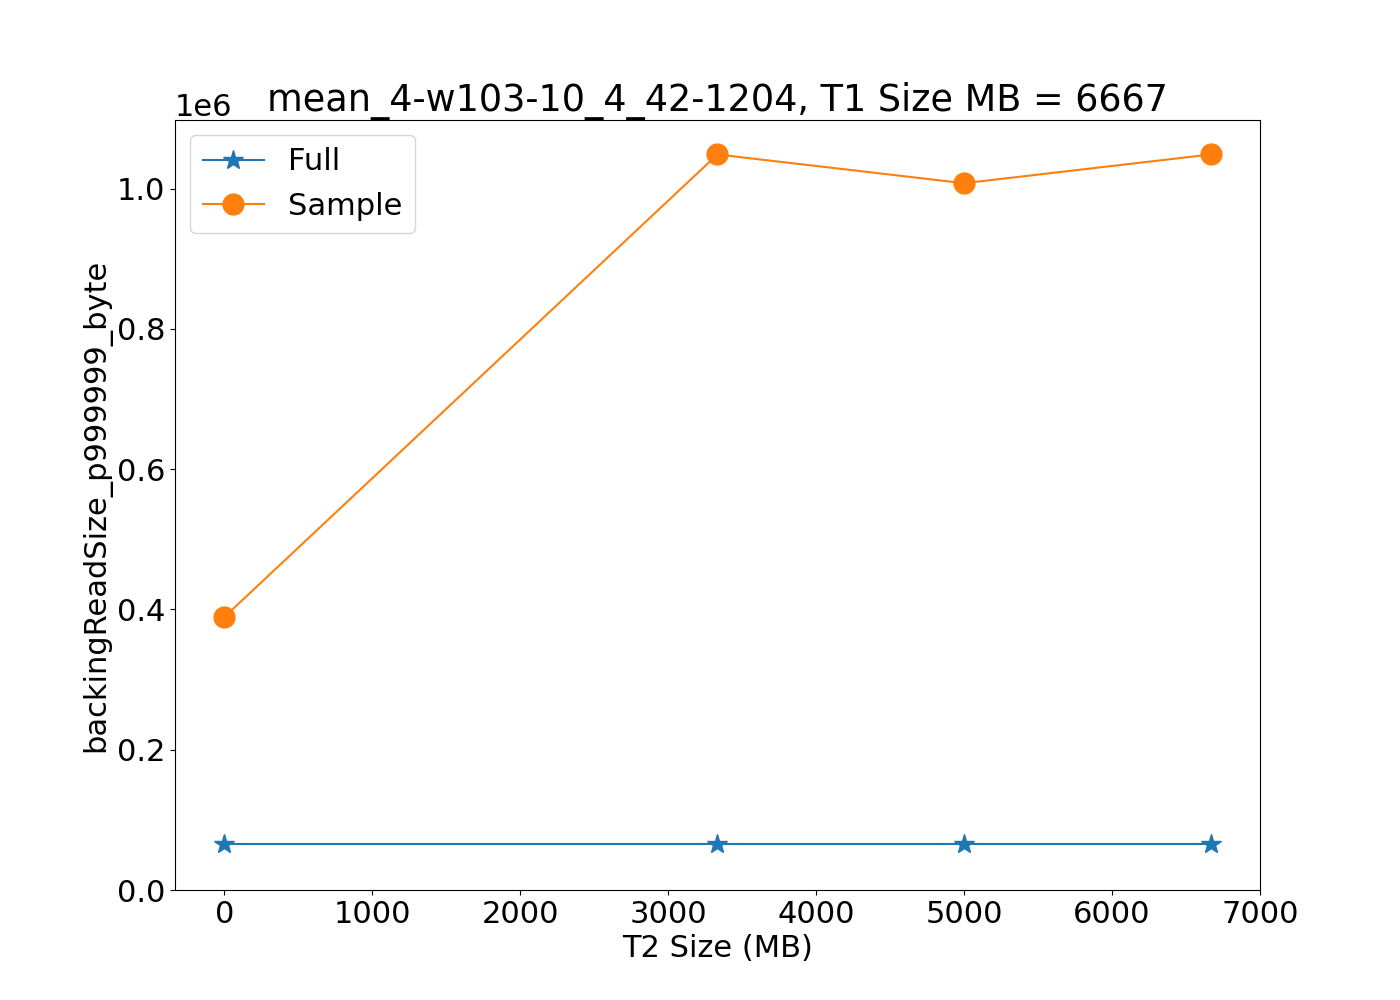 mean_4-w103-10_4_42-1204, T1 Size MB = 6667
1e6
Full
Sample
1.0
0.8
0.6
0.4
0.2
0.0
backingReadSize_p999999_byte
0 1000 2000 3000 4000 5000 6000 7000
T2 Size (MB)